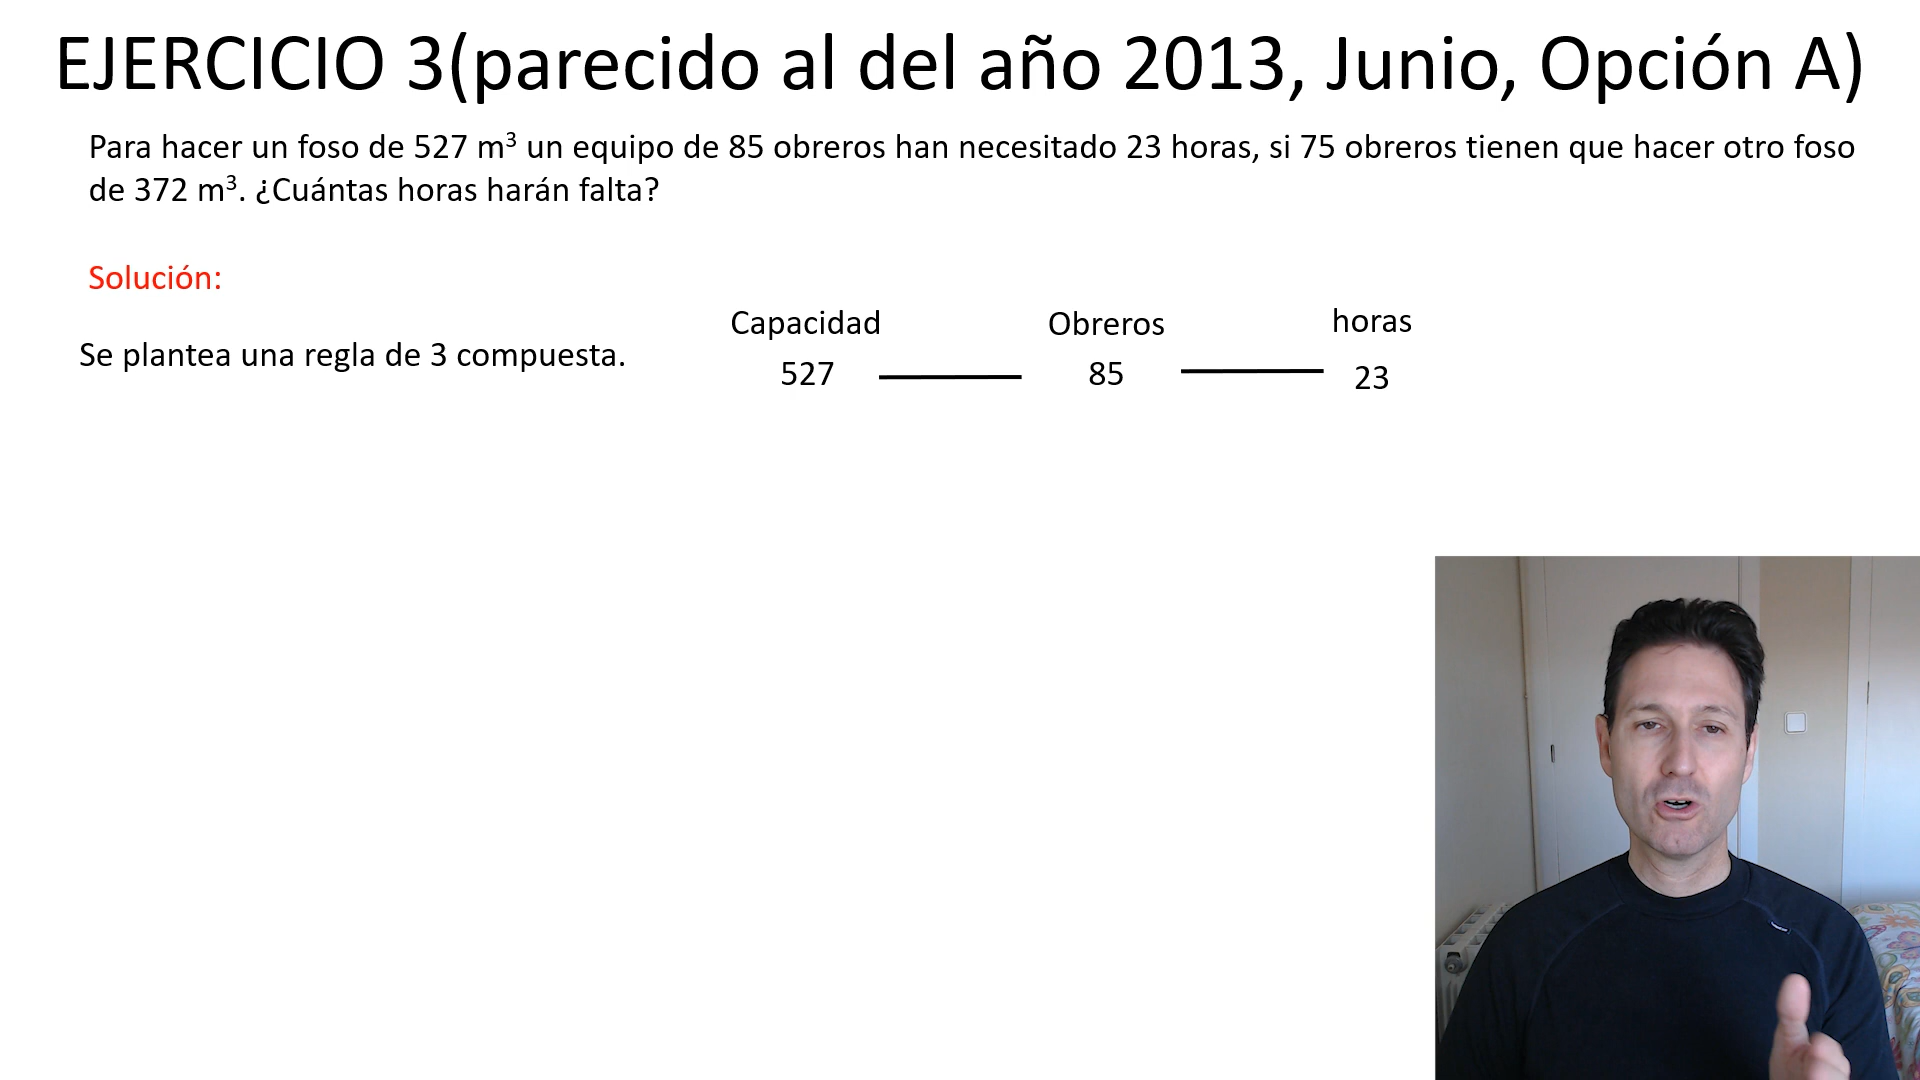 EJERCICIO 3(parecido al del año 2013, Junio, Opción A)
Para hacer un foso de 527 m³ un equipo de 85 obreros han necesitado 23 horas, si 75 obreros tienen que hacer otro foso
de 372 m³. ¿Cuántas horas harán falta?
Solución:
Capacidad Obreros horas
Se plantea una regla de 3 compuesta.
527 85 23